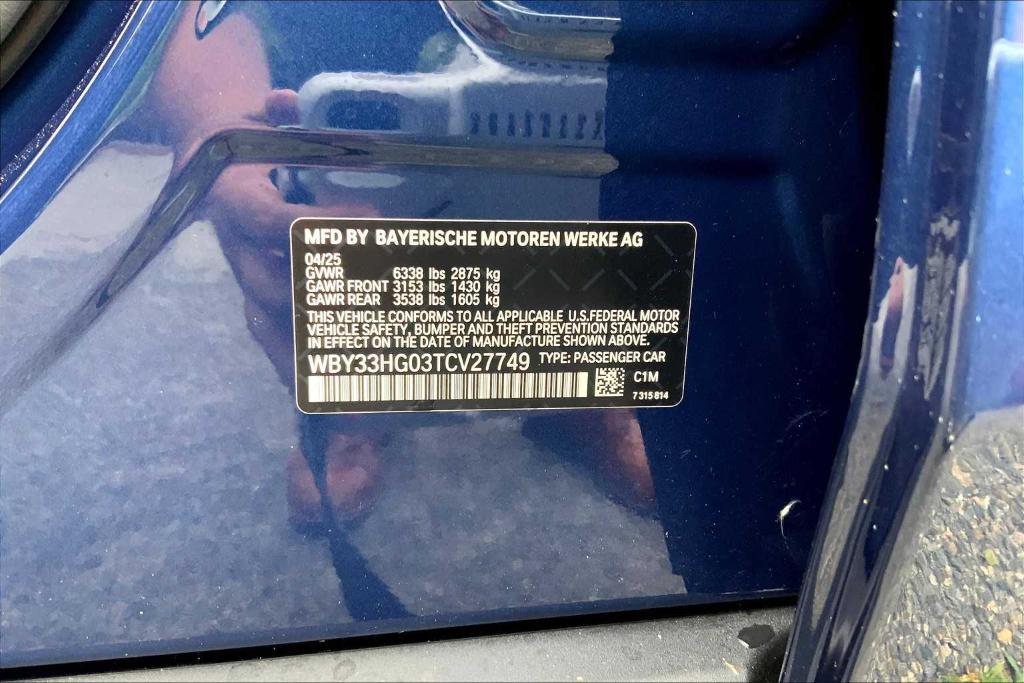 MFD BY BAYERISCHE MOTOREN WERKE AG
04/25
GVWR 6338 lbs 2875 kg
GAWR FRONT 3153 lbs 1430 kg
GAWR REAR 3538 lbs 1605 kg
THIS VEHICLE CONFORMS TO ALL APPLICABLE U.S.FEDERAL MOTOR
VEHICLE SAFETY, BUMPER AND THEFT PREVENTION STANDARDS
IN EFFECT ON THE DATE OF MANUFACTURE SHOWN ABOVE.
WBY33HG03TCV27749 TYPE: PASSENGER CAR
C1M
7 315 814